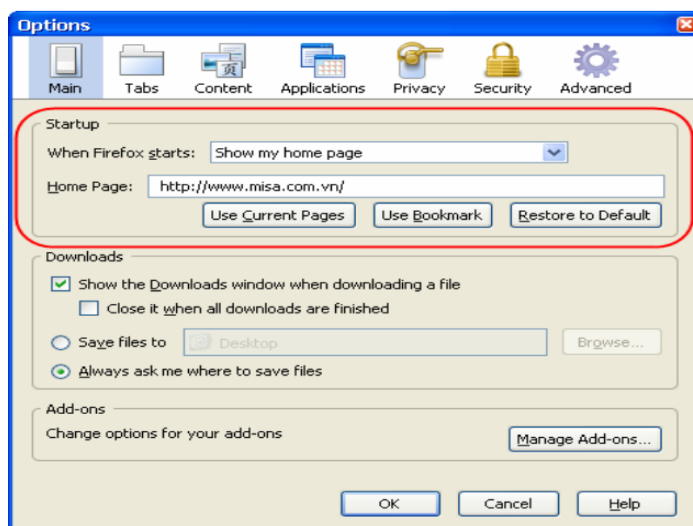 Options
Main Tabs Content Applications Privacy Security Advanced
Startup
When Firefox starts: Show my home page
Home Page: http://www.misa.com.vn/
Use Current Pages Use Bookmark Restore to Default
Downloads
Show the Downloads window when downloading a file
Close it when all downloads are finished
Save files to Desktop Browse...
Always ask me where to save files
Add-ons
Change options for your add-ons Manage Add-ons...
OK Cancel Help